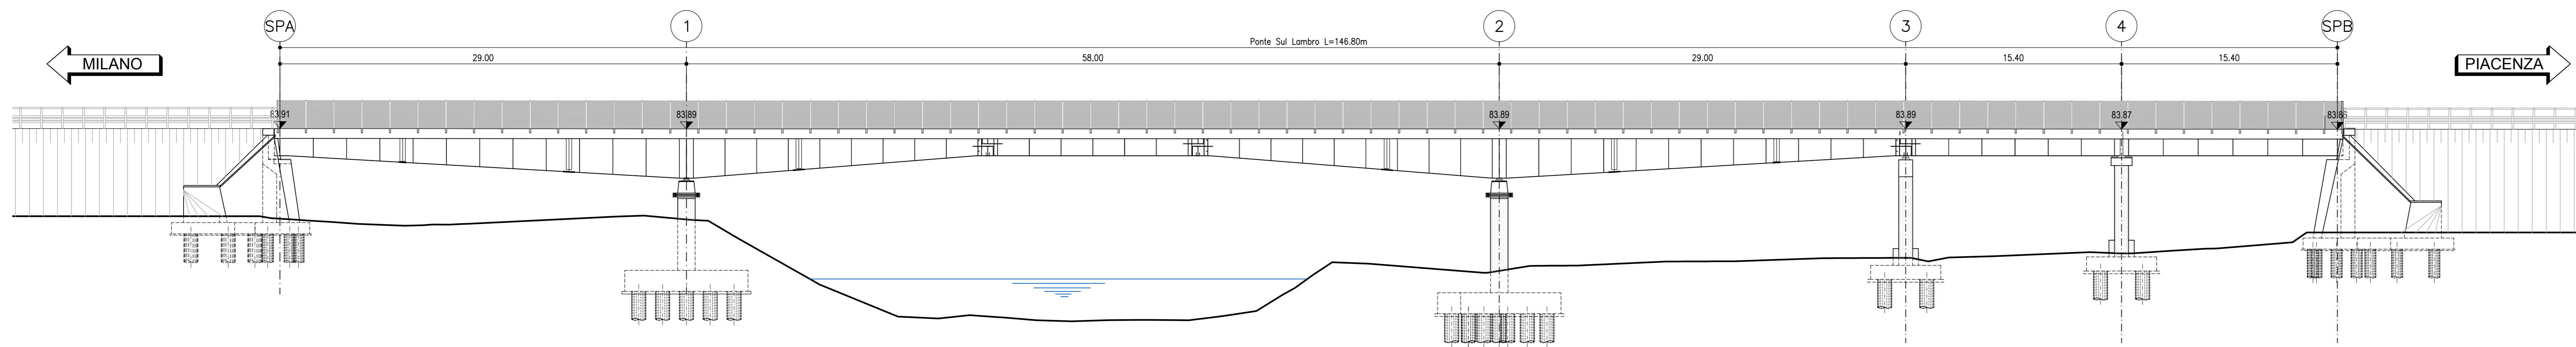 SPA 1 2 3 4 SPB
Ponte Sul Lambro L=146.80m
MILANO
29.00 58.00 29.00 15.40 15.40
PIACENZA
83.91 83.89 83.89 83.89 83.87 83.86